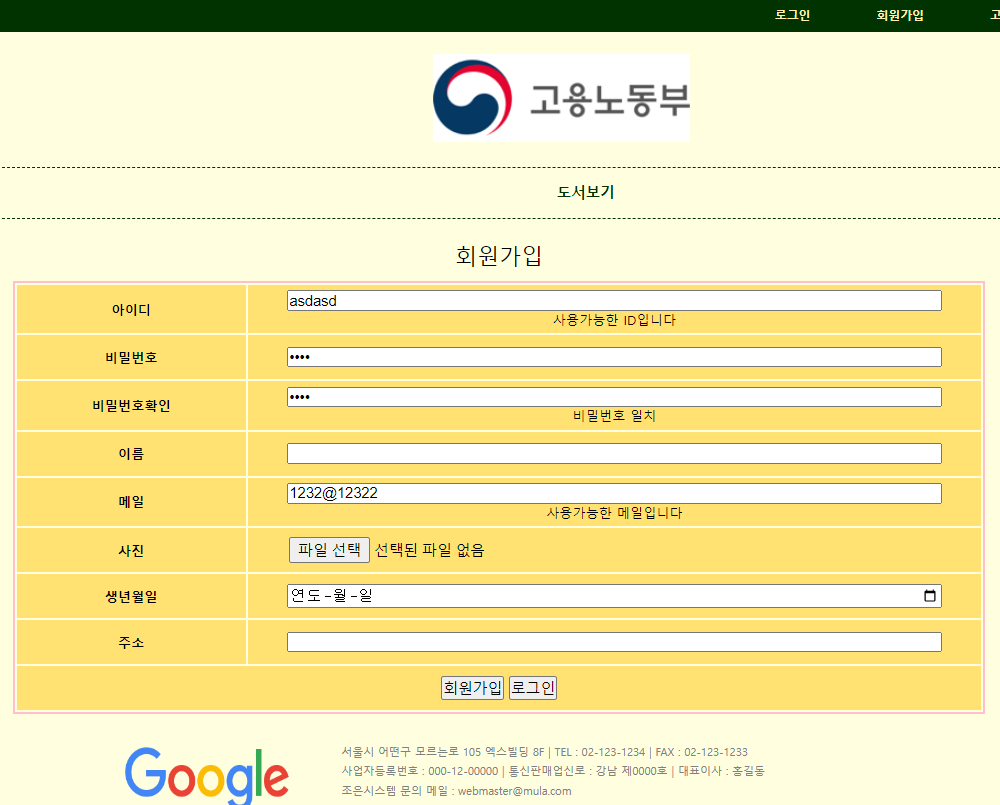 로그인 회원가입 고
고용노동부
도서보기
회원가입
아이디 asdasd
사용가능한 ID입니다
비밀번호 ••••
비밀번호확인 ••••
비밀번호 일치
이름
메일 1232@12322
사용가능한 메일입니다
사진 파일 선택 선택된 파일 없음
생년월일 연도-월-일
주소
회원가입 로그인
Google
서울시 어떤구 모르는로 105 엑스빌딩 8F | TEL : 02-123-1234 | FAX : 02-123-1233
사업자등록번호 : 000-12-00000 | 통신판매업신로 : 강남 제0000호 | 대표이사 : 홍길동
조은시스템 문의 메일 : webmaster@mula.com